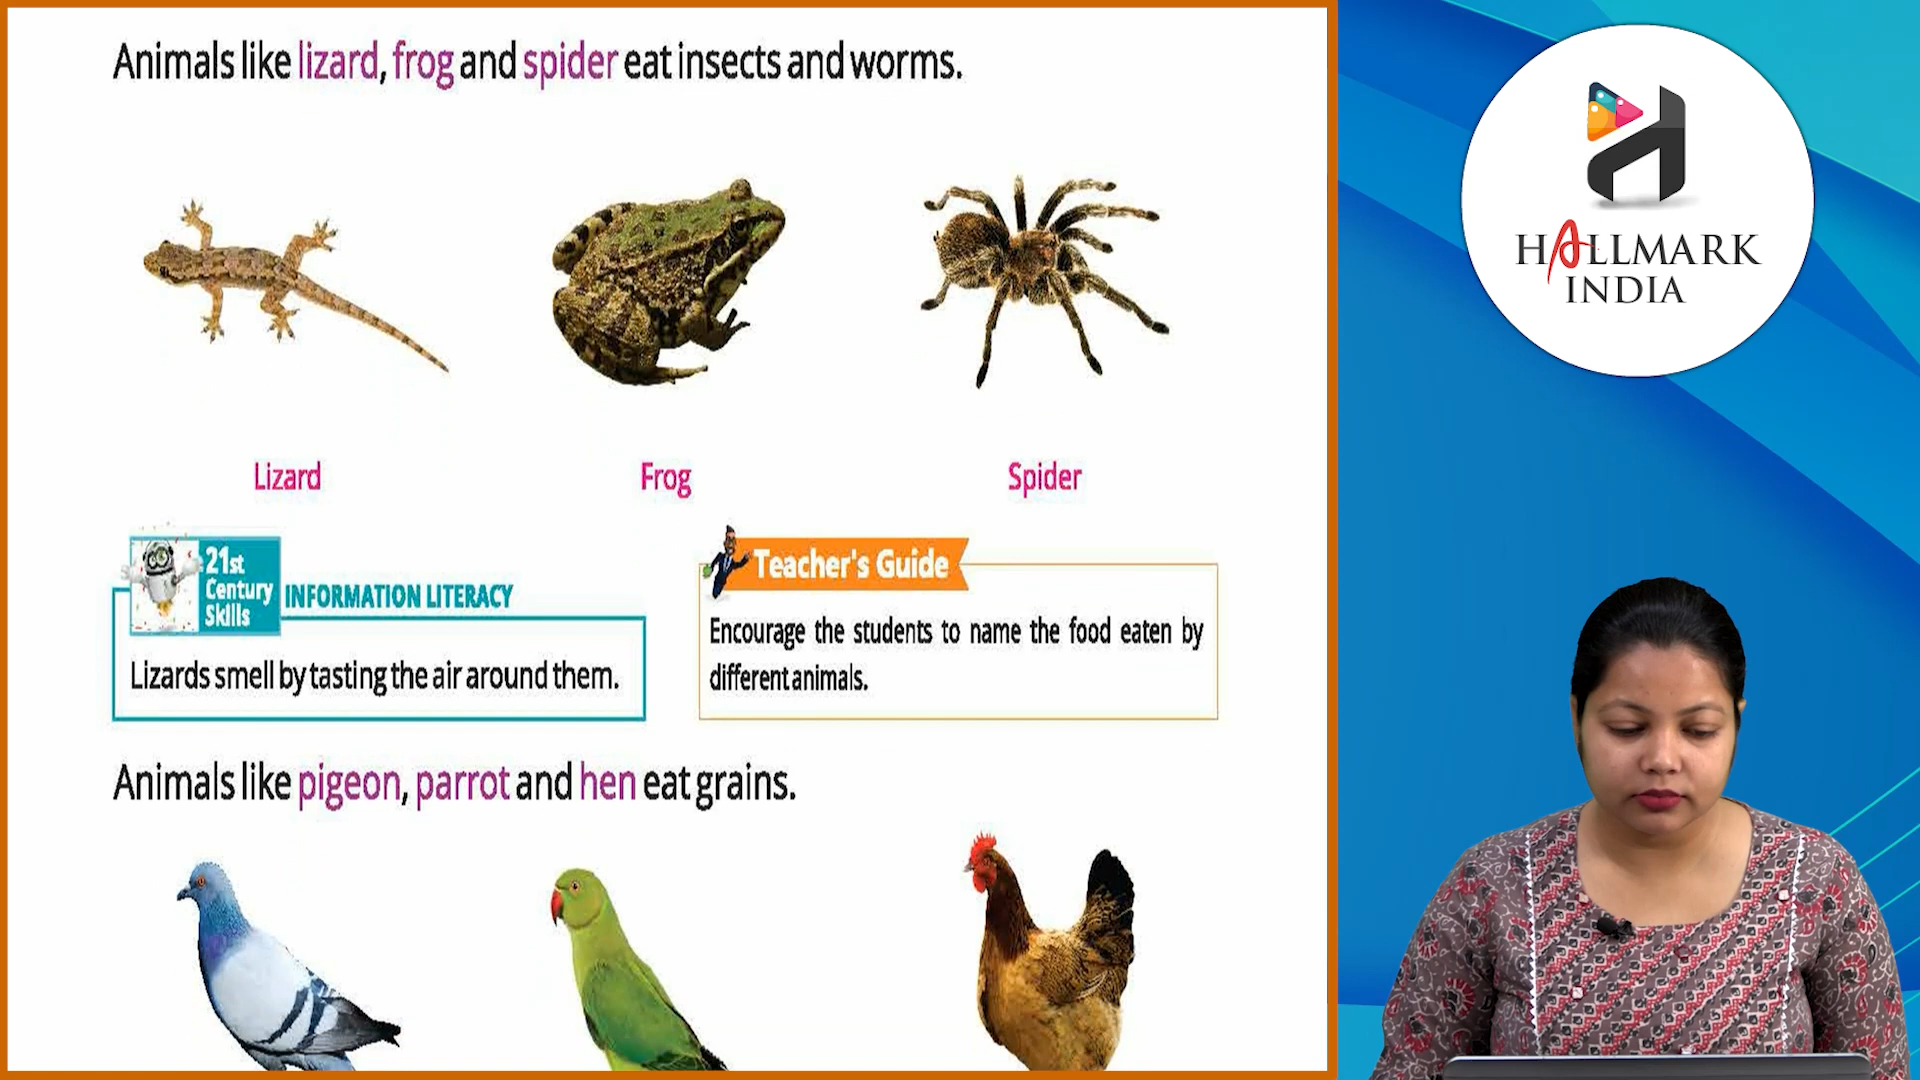 Animals like lizard, frog and spider eat insects and worms.
Lizard
Frog
Spider
21st
Century
Skills
INFORMATION LITERACY
Lizards smell by tasting the air around them.
Teacher's Guide
Encourage the students to name the food eaten by
different animals.
Animals like pigeon, parrot and hen eat grains.
HALLMARK
INDIA